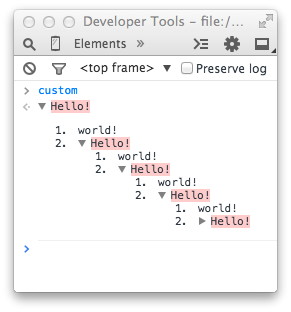 Developer Tools - file:/...
Elements »
<top frame> Preserve log
custom
Hello!
1. world!
2. Hello!
1. world!
2. Hello!
1. world!
2. Hello!
1. world!
2. Hello!